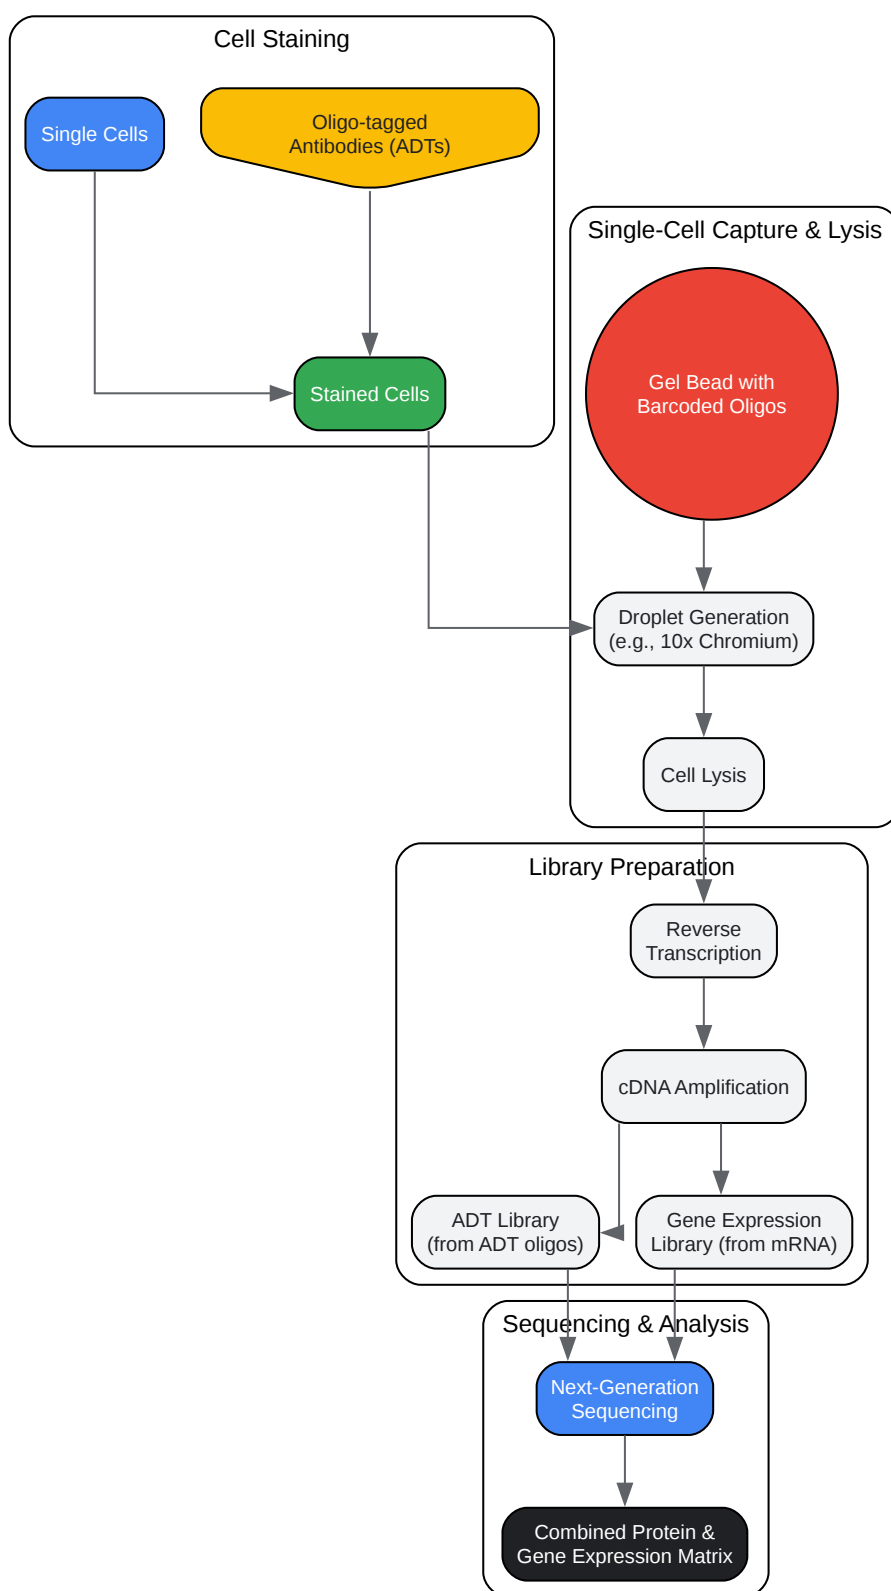 Cell Staining
Single Cells
Oligo-tagged
Antibodies (ADTs)
Stained Cells
Single-Cell Capture & Lysis
Gel Bead with
Barcoded Oligos
Droplet Generation
(e.g., 10x Chromium)
Cell Lysis
Library Preparation
Reverse
Transcription
cDNA Amplification
ADT Library
(from ADT oligos)
Gene Expression
Library (from mRNA)
Sequencing & Analysis
Next-Generation
Sequencing
Combined Protein &
Gene Expression Matrix